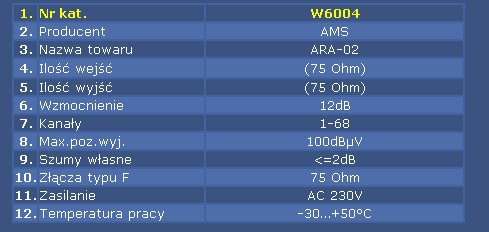 1. Nr kat. W6004
2. Producent AMS
3. Nazwa towaru ARA-02
4. Ilość wejść (75 Ohm)
5. Ilość wyjść (75 Ohm)
6. Wzmocnienie 12dB
7. Kanały 1-68
8. Max.poz.wyj. 100dBµV
9. Szumy własne <=2dB
10. Złącza typu F 75 Ohm
11. Zasilanie AC 230V
12. Temperatura pracy -30...+50°C